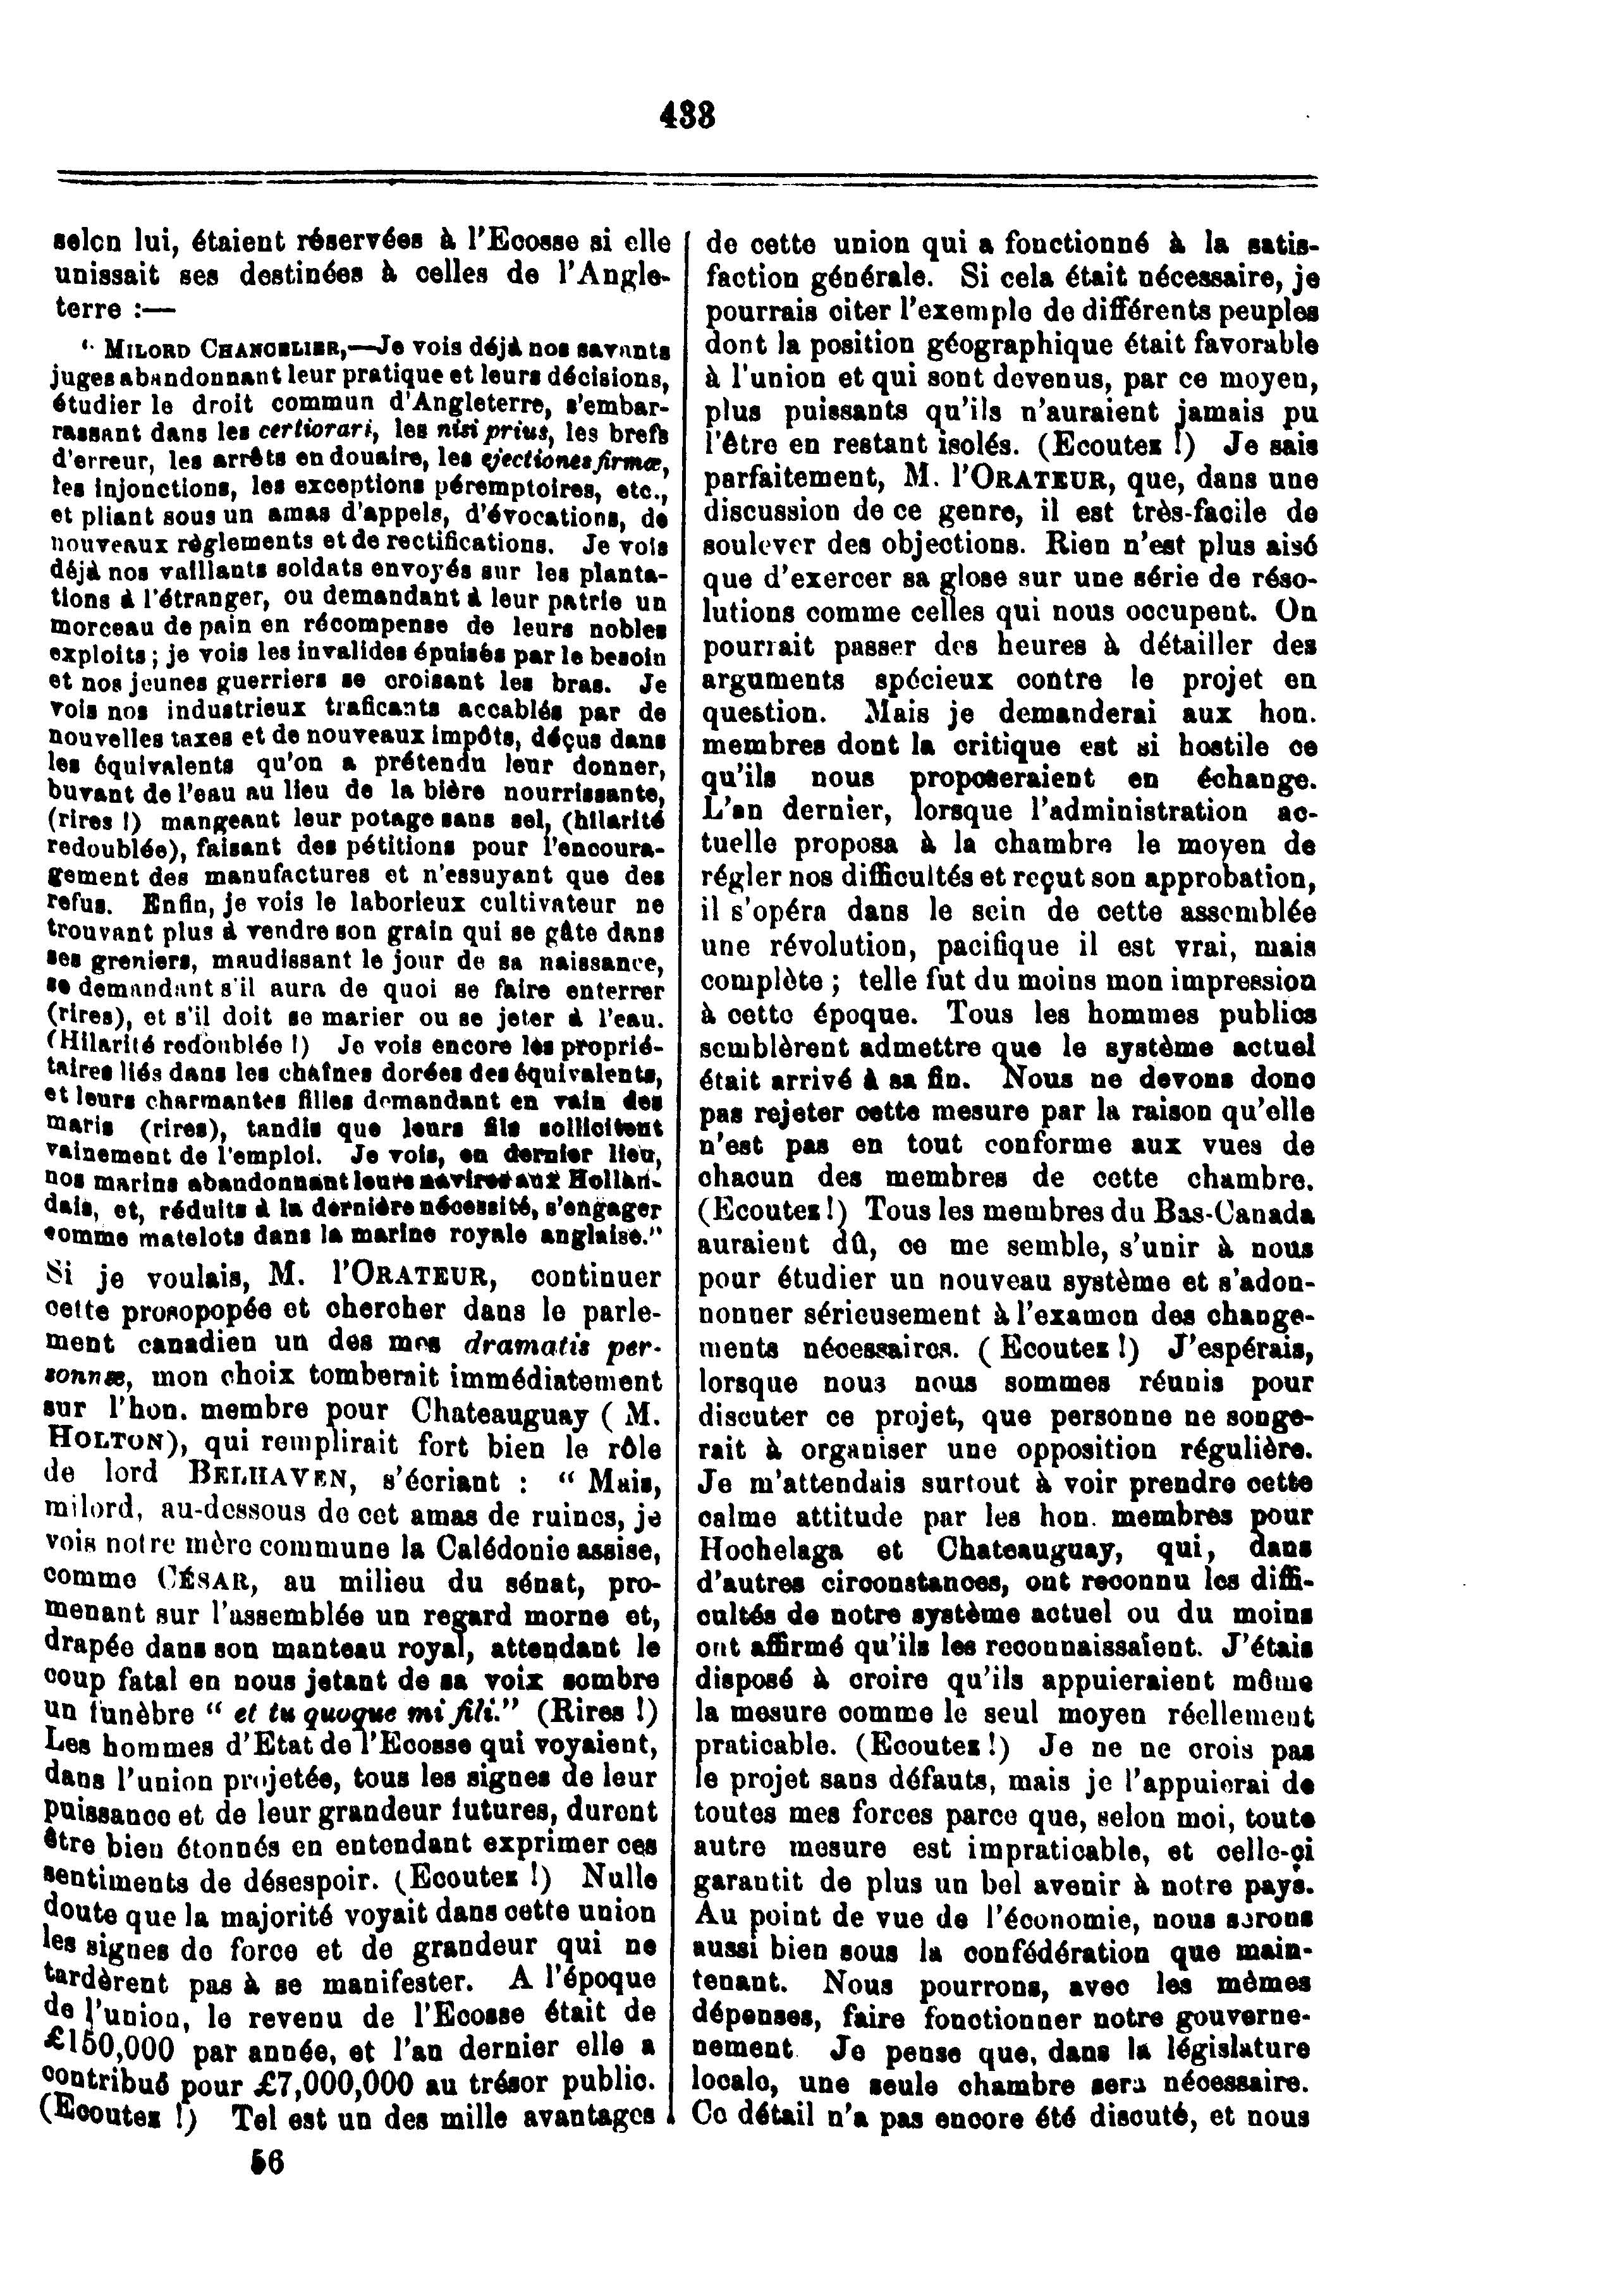 433
selon lui, étaient réservées à l'Ecosse si elle
unissait ses destinées à celles de l'Angle-
terre :—
“ MILORD CHANCELIER,—Je vois déjà nos savants
juges abandonnant leur pratique et leurs décisions,
étudier le droit commun d'Angleterre, s'embar-
rassant dans les certiorari, les nisi prius, les brefs
d'erreur, les arrêts en douaire, les ejectiones firmæ,
les injonctions, les exceptions péremptoires, etc.,
et pliant sous un amas d'appels, d'évocations, de
nouveaux règlements et de rectifications. Je vois
déjà nos vaillants soldats envoyés sur les planta-
tions à l'étranger, ou demandant à leur patrie un
morceau de pain en récompense de leurs nobles
exploits ; je vois les invalides épuisés par le besoin
et nos jeunes guerriers se croisant les bras. Je
vois nos industrieux traficants accablés par de
nouvelles taxes et de nouveaux impôts, déçus dans
les équivalents qu'on a prétendu leur donner,
buvant de l'eau au lieu de la bière nourrissante,
(rires !) mangeant leur potage sans sel, (hilarité
redoublée), faisant des pétitions pour l'encoura-
gement des manufactures et n'essuyant que des
refus. Enfin, je vois le laborieux cultivateur ne
trouvant plus à vendre son grain qui se gâte dans
ses greniers, maudissant le jour de sa naissance,
se demandant s'il aura de quoi se faire enterrer
(rires), et s'il doit se marier ou se jeter à l'eau.
(Hilarité redoublée !) Je vois encore les proprié-
taires liés dans les chaînes dorées des équivalents,
et leurs charmantes filles demandant en vain des
maris (rires), tandis que leurs fils sollicitent
vainement de l'emploi. Je vois, en dernier lieu,
nos marins abandonnant leurs navires aux Hollan-
dais, et, réduits à la dernière nécessité, s'engager
comme matelots dans la marine royale anglaise.”
Si je voulais, M. l'ORATEUR, continuer
cette prosopopée et chercher dans le parle-
ment canadien un des mes dramatis per-
sonnæ, mon choix tomberait immédiatement
sur l'hon. membre pour Chateauguay ( M.
HOLTON), qui remplirait fort bien le rôle
de lord BELHAVEN, s'écriant : “ Mais,
milord, au-dessous de cet amas de ruines, je
vois notre mère commune la Calédonie assise,
comme CÉSAR, au milieu du sénat, pro-
menant sur l'assemblée un regard morne et,
drapée dans son manteau royal, attendant le
coup fatal en nous jetant de sa voix sombre
un funèbre “ et tu quoque mi fili.” (Rires !)
Les hommes d'Etat de l'Ecosse qui voyaient,
dans l'union projetée, tous les signes de leur
puissance et de leur grandeur futures, durent
être bien étonnés en entendant exprimer ces
sentiments de désespoir. (Ecoutez !) Nulle
doute que la majorité voyait dans cette union
les signes de force et de grandeur qui ne
tardèrent pas à se manifester. A l'époque
de l'union, le revenu de l'Ecosse était de
£150,000 par année, et l'an dernier elle a
contribué pour £7,000,000 au trésor public.
(Ecoutez !) Tel est un des mille avantages
56
de cette union qui a fonctionné à la satis-
faction générale. Si cela était nécessaire, je
pourrais citer l'exemple de différents peuples
dont la position géographique était favorable
à l'union et qui sont devenus, par ce moyen,
plus puissants qu'ils n'auraient jamais pu
l'être en restant isolés. (Ecoutez !) Je sais
parfaitement, M. l'ORATEUR, que, dans une
discussion de ce genre, il est très-facile de
soulever des objections. Rien n'est plus aisé
que d'exercer sa glose sur une série de réso-
lutions comme celles qui nous occupent. On
pourrait passer des heures à détailler des
arguments spécieux contre le projet en
question. Mais je demanderai aux hon.
membres dont la critique est si hostile ce
qu'ils nous proposeraient en échange.
L'an dernier, lorsque l'administration ac-
tuelle proposa à la chambre le moyen de
régler nos difficultés et reçut son approbation,
il s'opéra dans le sein de cette assemblée
une révolution, pacifique il est vrai, mais
complète ; telle fut du moins mon impression
à cette époque. Tous les hommes publics
semblèrent admettre que le système actuel
était arrivé à sa fin. Nous ne devons donc
pas rejeter cette mesure par la raison qu'elle
n'est pas en tout conforme aux vues de
chacun des membres de cette chambre.
(Ecoutez !) Tous les membres du Bas-Canada
auraient dû, ce me semble, s'unir à nous
pour étudier un nouveau système et s'adon-
nonner sérieusement à l'examen des change-
ments nécessaires. ( Ecoutez !) J'espérais,
lorsque nous nous sommes réunis pour
discuter ce projet, que personne ne songe-
rait à organiser une opposition régulière.
Je m'attendais surtout à voir prendre cette
calme attitude par les hon. membres pour
Hochelaga et Chateauguay, qui, dans
d'autres circonstances, ont reconnu les diffi-
cultés de notre système actuel ou du moins
ont affirmé qu'ils les reconnaissaient. J'étais
disposé à croire qu'ils appuieraient même
la mesure comme le seul moyen réellement
praticable. (Ecoutez !) Je ne ne crois pas
le projet sans défauts, mais je l'appuierai de
toutes mes forces parce que, selon moi, toute
autre mesure est impraticable, et celle-çi
garantit de plus un bel avenir à notre pays.
Au point de vue de l'économie, nous serons
aussi bien sous la confédération que main-
tenant. Nous pourrons, avec les mêmes
dépenses, faire fonctionner notre gouverne-
nement. Je pense que, dans la législature
locale, une seule chambre sera nécessaire.
Ce détail n'a pas encore été discuté, et nous